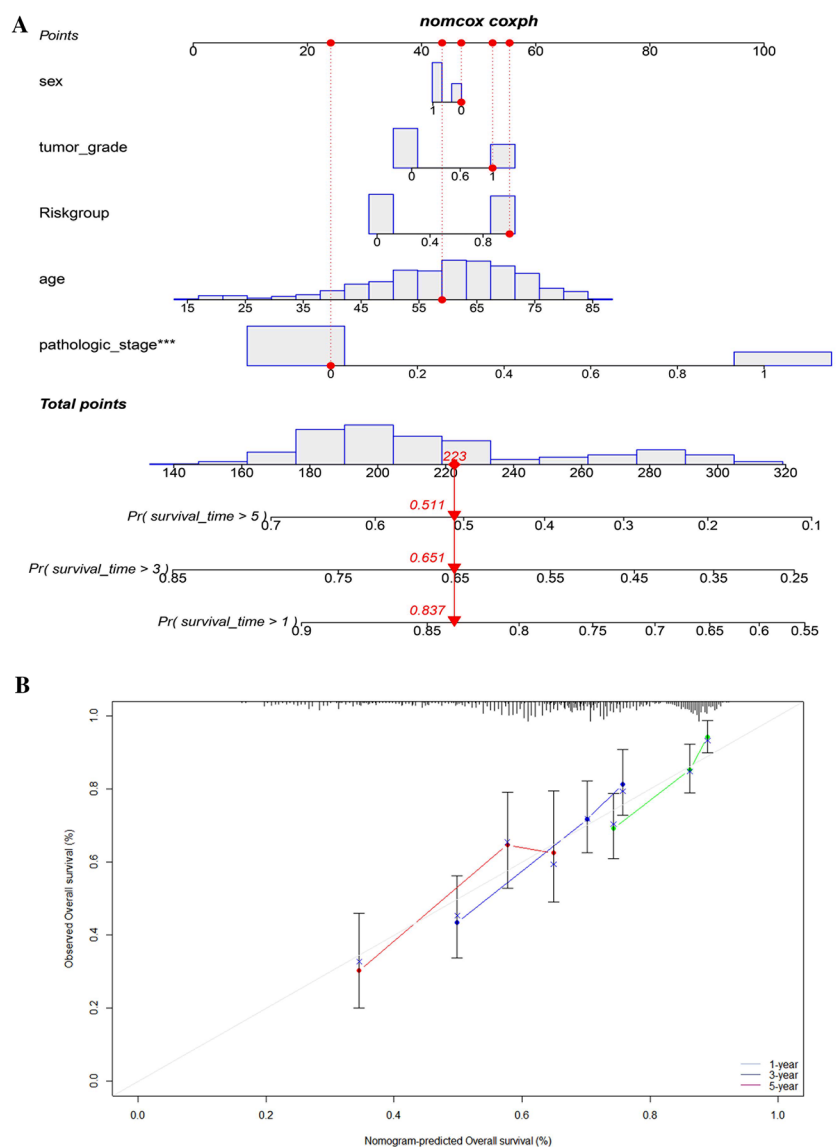 A
nomcox coxph
Points
0 20 40 60 80 100
sex
1 0
tumor_grade
0 0.6 1
Riskgroup
0 0.4 0.8
age
15 25 35 45 55 65 75 85
pathologic_stage***
0 0.2 0.4 0.6 0.8 1
Total points
223
140 160 180 200 220 240 260 280 300 320
0.511
Pr( survival_time > 5 )
0.7 0.6 0.5 0.4 0.3 0.2 0.1
0.651
Pr( survival_time > 3 )
0.85 0.75 0.65 0.55 0.45 0.35 0.25
0.837
Pr( survival_time > 1 )
0.9 0.85 0.8 0.75 0.7 0.65 0.6 0.55
B
Observed Overall survival (%)
1.0
0.8
0.6
0.4
0.2
0.0
1-year
3-year
5-year
0.0 0.2 0.4 0.6 0.8 1.0
Nomogram-predicted Overall survival (%)